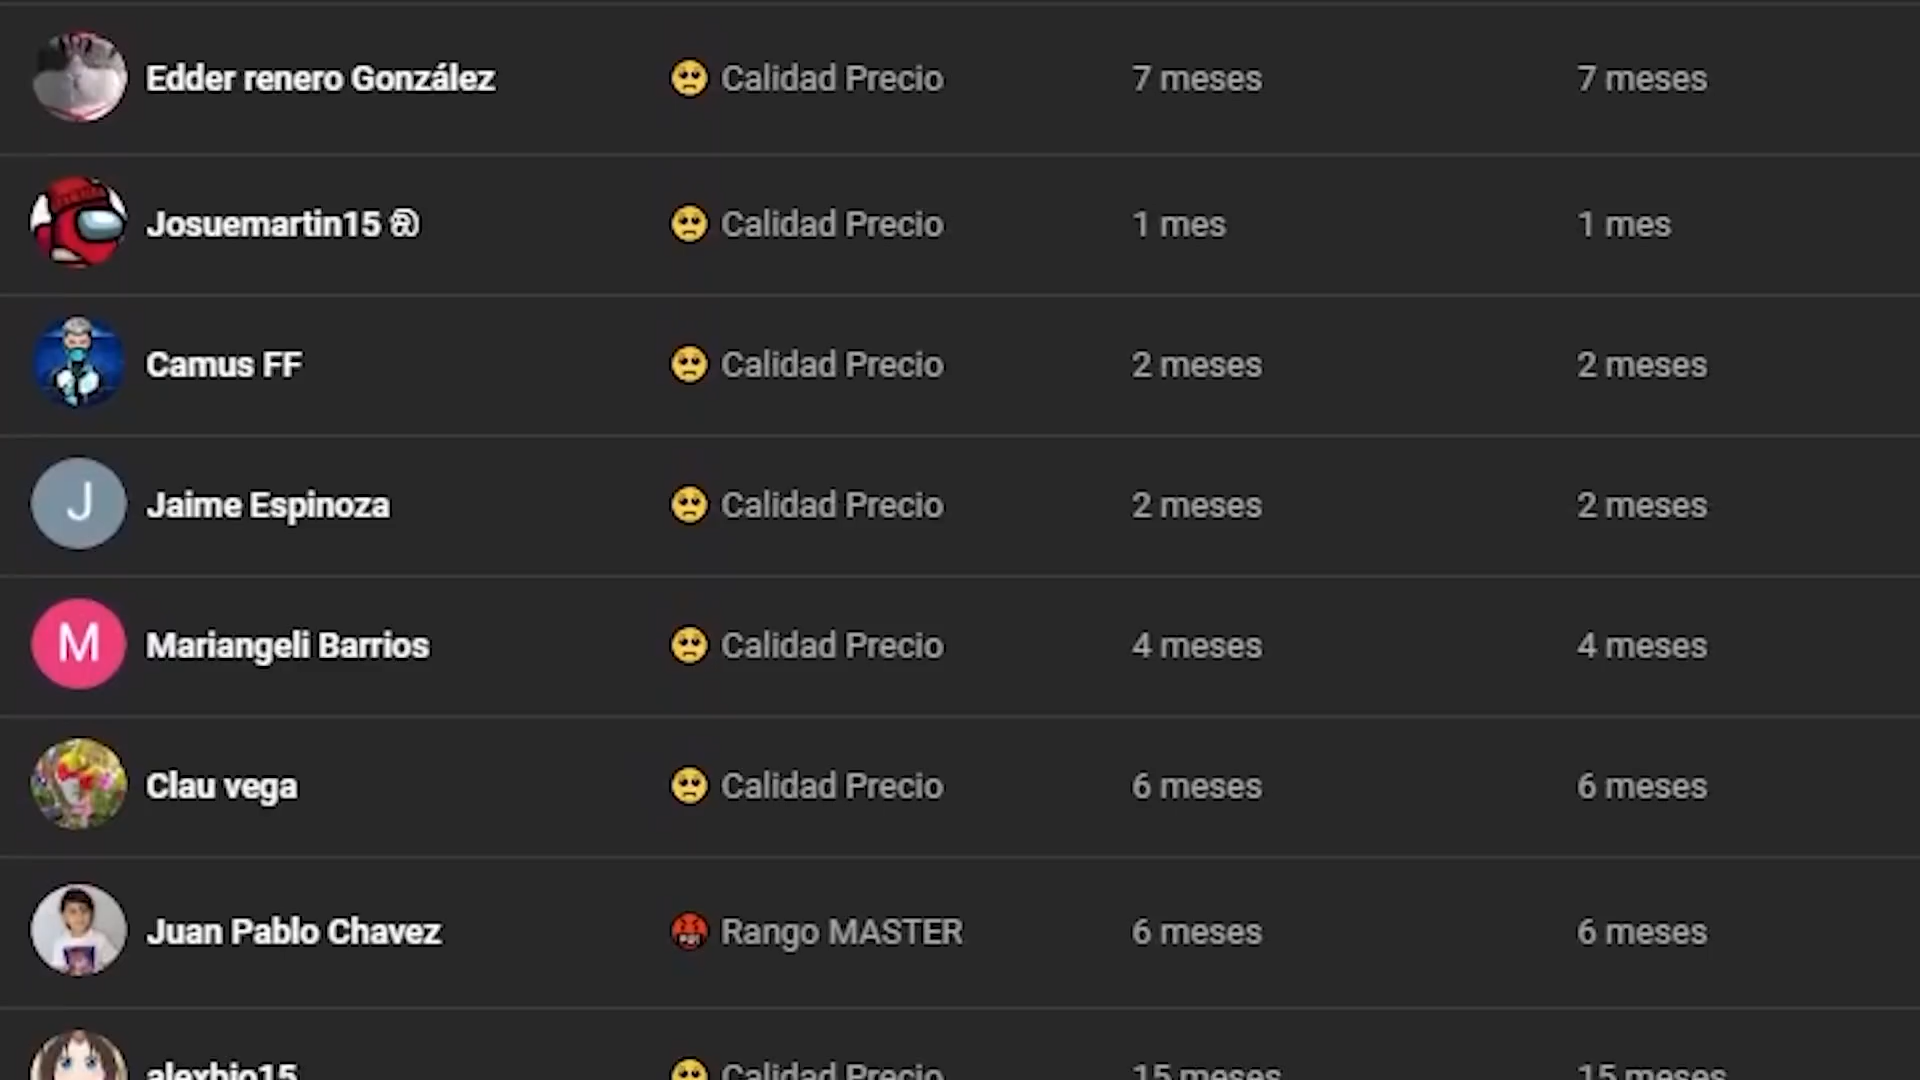 Edder renero González 🥺 Calidad Precio 7 meses 7 meses
Josuemartin15 🥺 Calidad Precio 1 mes 1 mes
Camus FF 🥺 Calidad Precio 2 meses 2 meses
J Jaime Espinoza 🥺 Calidad Precio 2 meses 2 meses
M Mariangeli Barrios 🥺 Calidad Precio 4 meses 4 meses
Clau vega 🥺 Calidad Precio 6 meses 6 meses
Juan Pablo Chavez 🤬 Rango MASTER 6 meses 6 meses
alexbio15 🥺 Calidad Precio 15 meses 15 meses